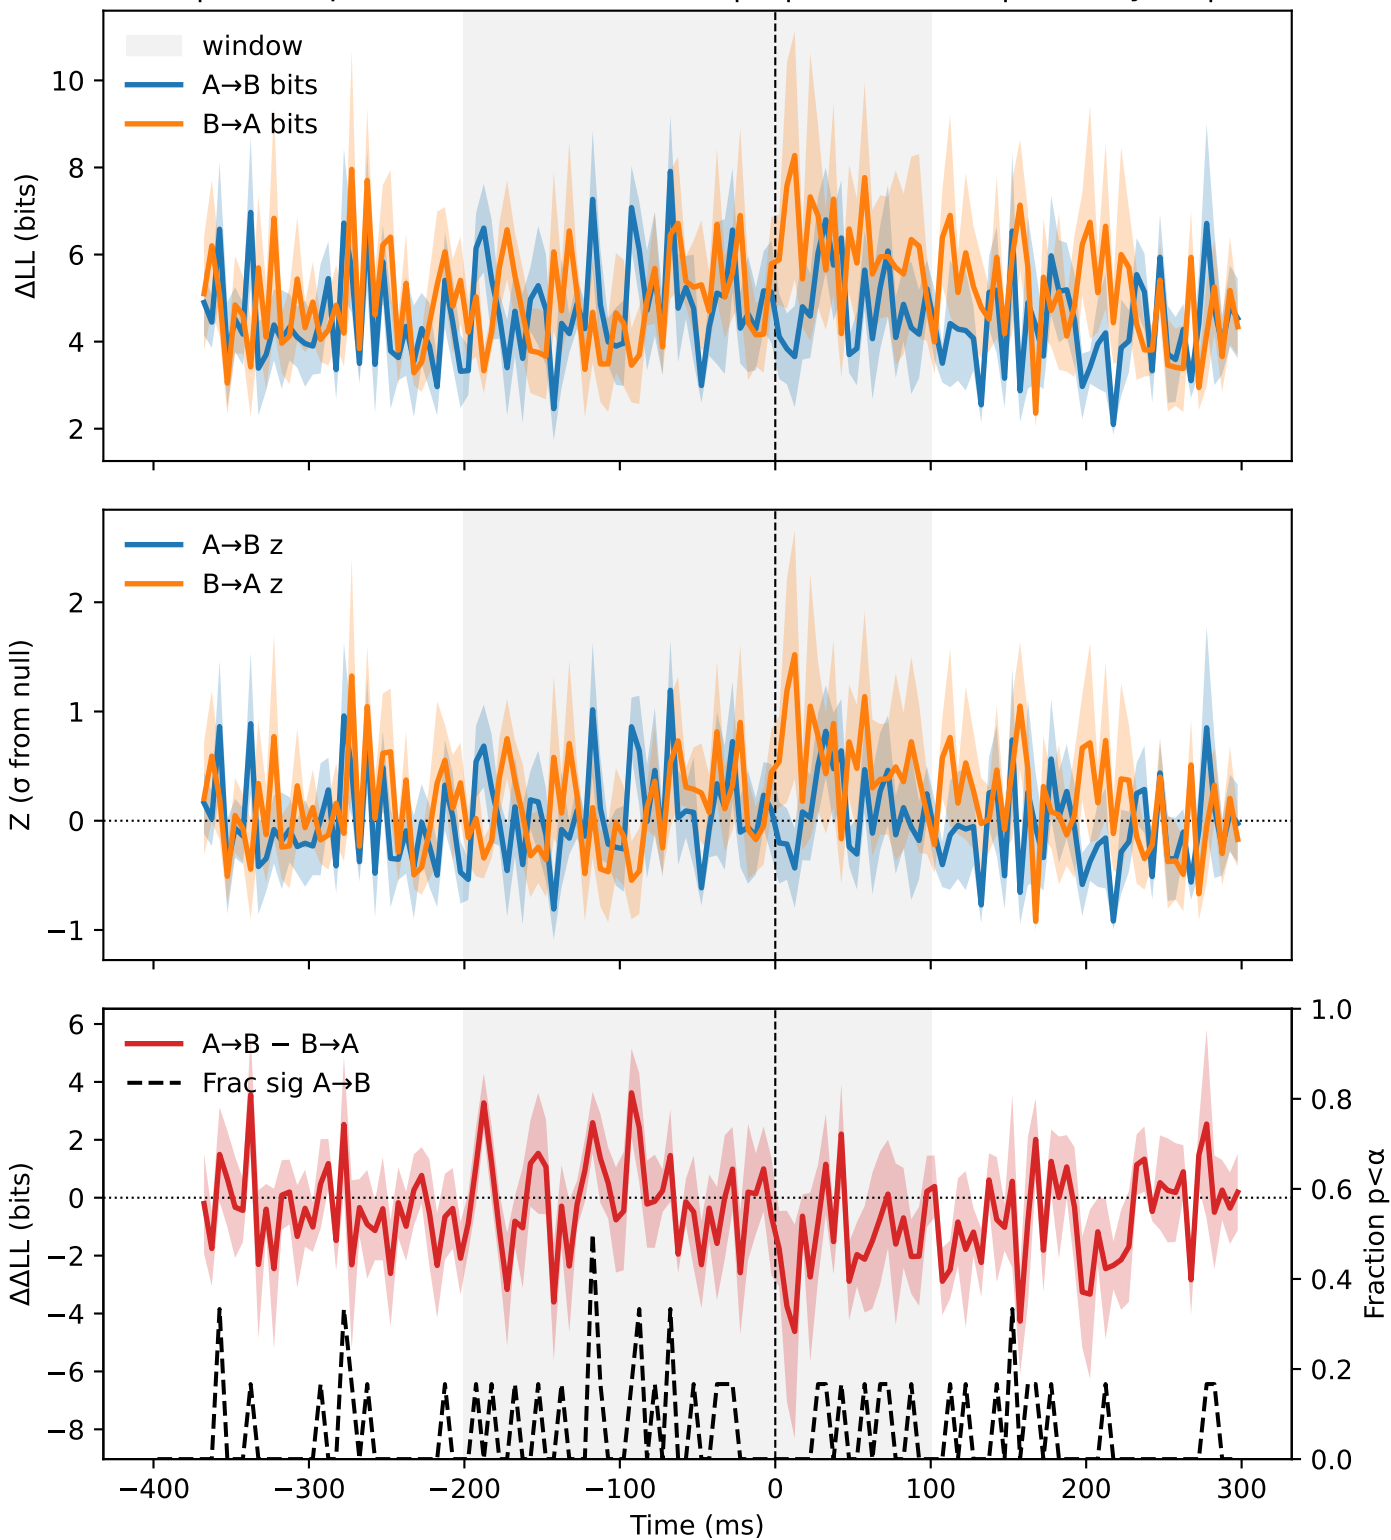 window
A→B bits
B→A bits
ΔLL (bits)
10
8
6
4
2
A→B z
B→A z
Z (σ from null)
2
1
0
−1
A→B − B→A
Frac sig A→B
ΔΔLL (bits)
6
4
2
0
−2
−4
−6
−8
1.0
0.8
0.6
0.4
0.2
0.0
Fraction p<α
−400 −300 −200 −100 0 100 200 300
Time (ms)